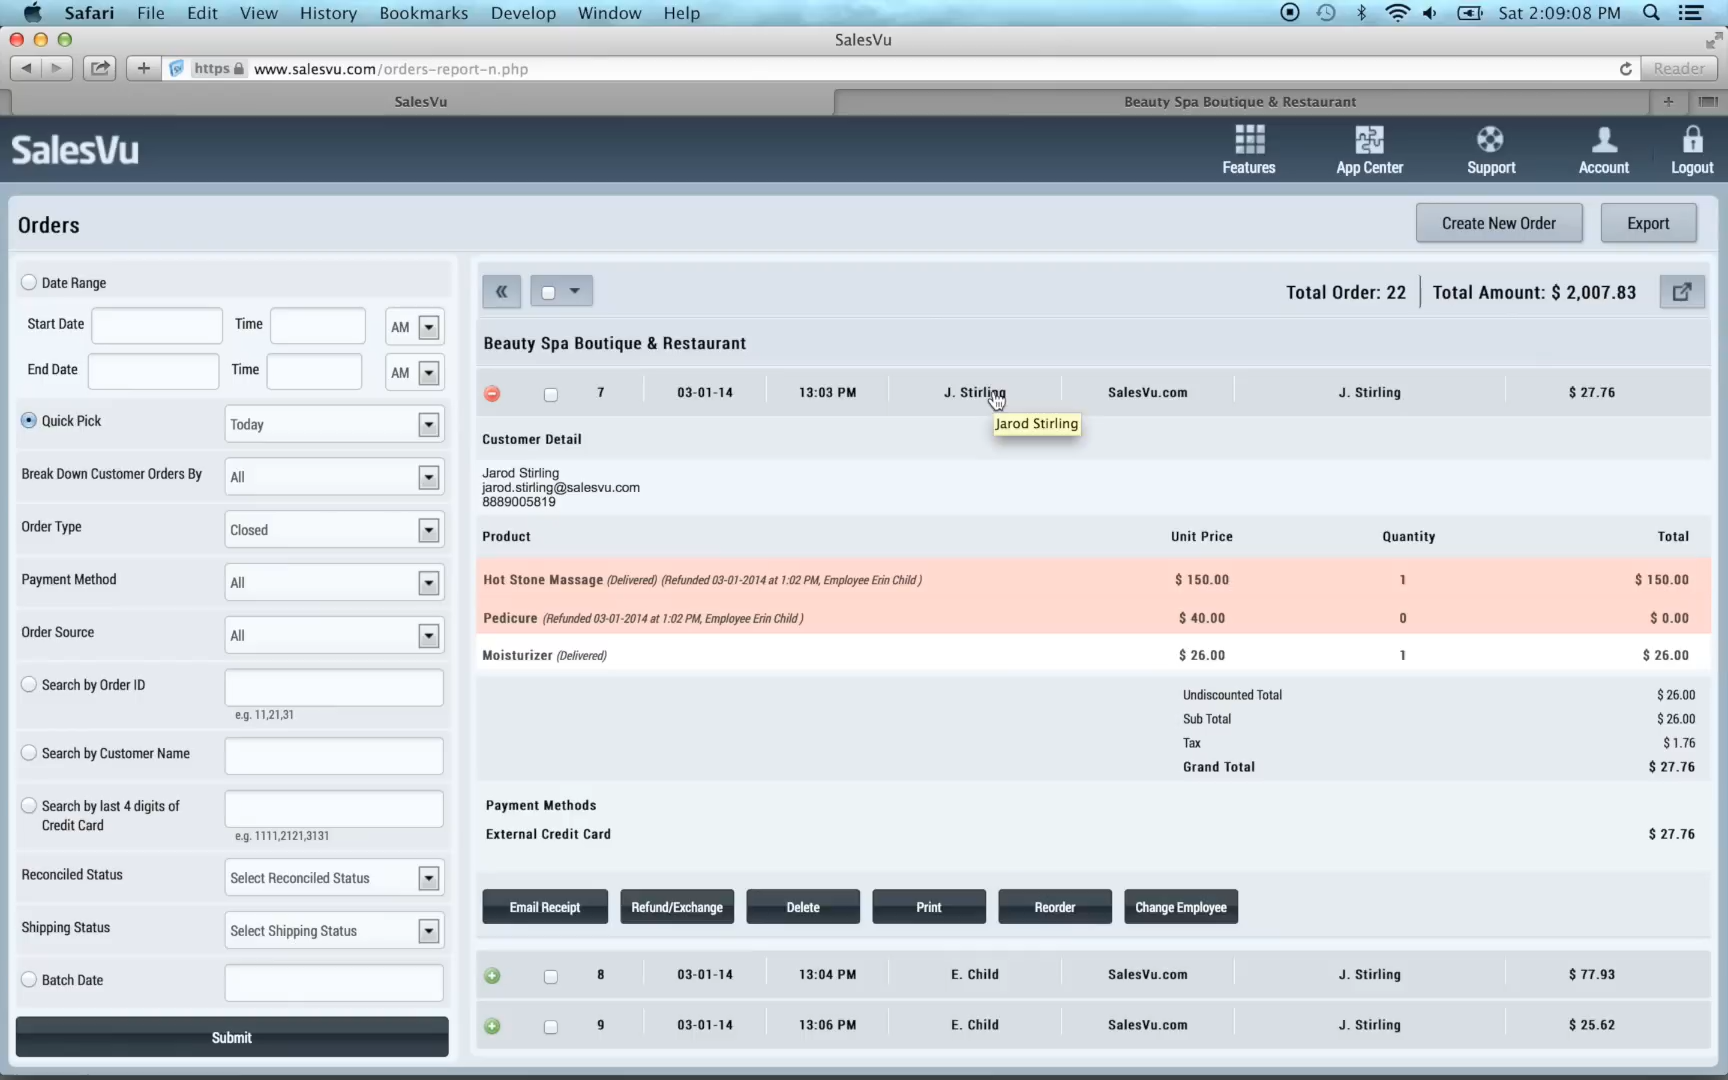 Safari File Edit View History Bookmarks Develop Window Help Sat 2:09:08 PM
SalesVu
https www.salesvu.com/orders-report-n.php Reader
SalesVu Beauty Spa Boutique & Restaurant
SalesVu Features App Center Support Account Logout
Orders Create New Order Export
Date Range
Start Date Time AM
End Date Time AM
Quick Pick Today
Break Down Customer Orders By All
Order Type Closed
Payment Method All
Order Source All
Search by Order ID
e.g. 11,21,31
Search by Customer Name
Search by last 4 digits of
Credit Card
e.g. 1111,2121,3131
Reconciled Status Select Reconciled Status
Shipping Status Select Shipping Status
Batch Date
Submit
« Total Order: 22 Total Amount: $ 2,007.83
Beauty Spa Boutique & Restaurant
7 03-01-14 13:03 PM J. Stirling SalesVu.com J. Stirling $ 27.76
Jarod Stirling
Customer Detail
Jarod Stirling
jarod.stirling@salesvu.com
8889005819
Product Unit Price Quantity Total
Hot Stone Massage (Delivered) (Refunded 03-01-2014 at 1:02 PM, Employee Erin Child ) $ 150.00 1 $ 150.00
Pedicure (Refunded 03-01-2014 at 1:02 PM, Employee Erin Child ) $ 40.00 0 $ 0.00
Moisturizer (Delivered) $ 26.00 1 $ 26.00
Undiscounted Total $ 26.00
Sub Total $ 26.00
Tax $ 1.76
Grand Total $ 27.76
Payment Methods
External Credit Card $ 27.76
Email Receipt Refund/Exchange Delete Print Reorder Change Employee
8 03-01-14 13:04 PM E. Child SalesVu.com J. Stirling $ 77.93
9 03-01-14 13:06 PM E. Child SalesVu.com J. Stirling $ 25.62